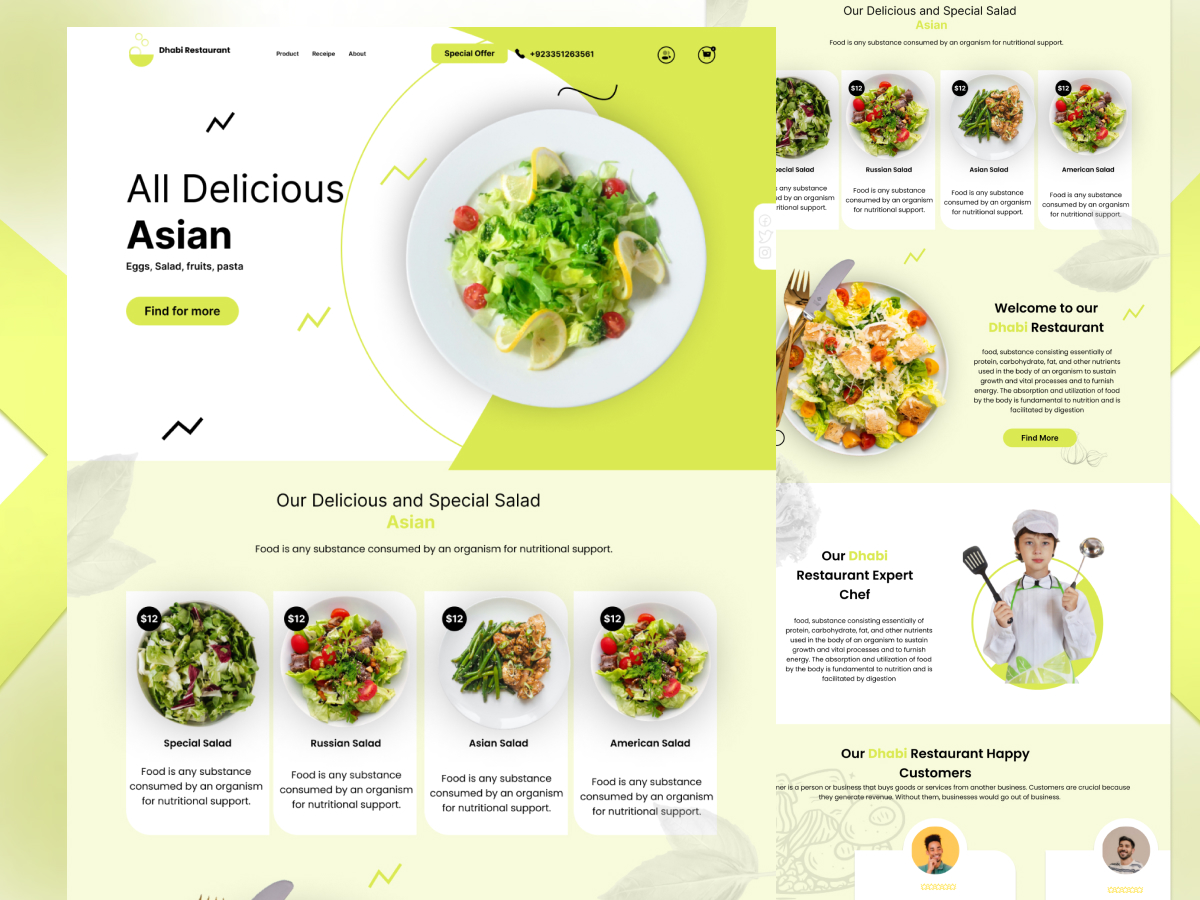 Dhabi Restaurant
Product Receipe About
Special Offer
+923351263561
All Delicious
Asian
Eggs, Salad, fruits, pasta
Find for more
Our Delicious and Special Salad
Asian
Food is any substance consumed by an organism for nutritional support.
$12
Special Salad
Food is any substance
consumed by an organism
for nutritional support.
$12
Russian Salad
Food is any substance
consumed by an organism
for nutritional support.
$12
Asian Salad
Food is any substance
consumed by an organism
for nutritional support.
$12
American Salad
Food is any substance
consumed by an organism
for nutritional support.
Our Delicious and Special Salad
Asian
Food is any substance consumed by an organism for nutritional support.
pecial Salad
s any substance
ed by an organism
ritional support.
$12
Russian Salad
Food is any substance
consumed by an organism
for nutritional support.
$12
Asian Salad
Food is any substance
consumed by an organism
for nutritional support.
$12
American Salad
Food is any substance
consumed by an organism
for nutritional support.
Welcome to our
Dhabi Restaurant
food, substance consisting essentially of
protein, carbohydrate, fat, and other nutrients
used in the body of an organism to sustain
growth and vital processes and to furnish
energy. The absorption and utilization of food
by the body is fundamental to nutrition and is
facilitated by digestion
Find More
Our Dhabi
Restaurant Expert
Chef
food, substance consisting essentially of
protein, carbohydrate, fat, and other nutrients
used in the body of an organism to sustain
growth and vital processes and to furnish
energy. The absorption and utilization of food
by the body is fundamental to nutrition and is
facilitated by digestion
Our Dhabi Restaurant Happy
Customers
mer is a person or business that buys goods or services from another business. Customers are crucial because
they generate revenue. Without them, businesses would go out of business.